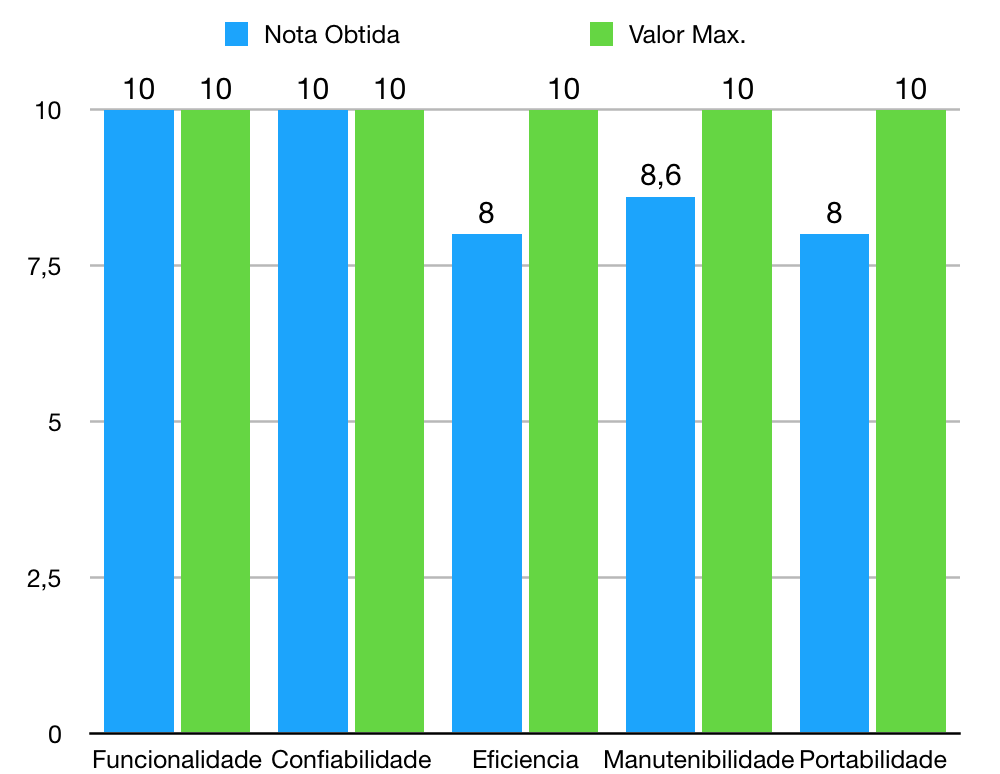 Nota Obtida Valor Max.
10 10 10 10 10 10 10
10
8,6
8 8
7,5
5
2,5
0
Funcionalidade Confiabilidade Eficiencia Manutenibilidade Portabilidade